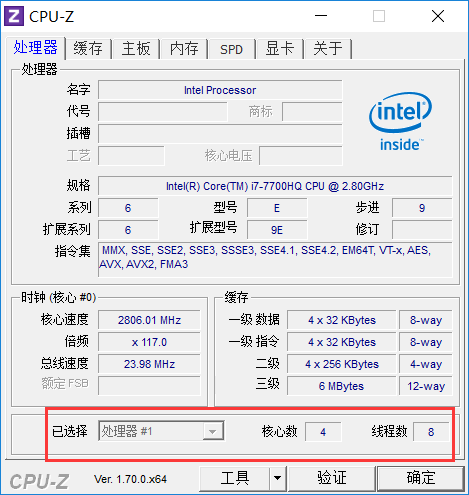 CPU-Z
处理器 缓存 主板 内存 SPD 显卡 关于
处理器
名字 Intel Processor
代号 商标
插槽
工艺 核心电压
intel inside™
规格 Intel(R) Core(TM) i7-7700HQ CPU @ 2.80GHz
系列 6 型号 E 步进 9
扩展系列 6 扩展型号 9E 修订
指令集 MMX, SSE, SSE2, SSE3, SSSE3, SSE4.1, SSE4.2, EM64T, VT-x, AES,
AVX, AVX2, FMA3
时钟 (核心 #0) 缓存
核心速度 2806.01 MHz 一级 数据 4 x 32 KBytes 8-way
倍频 x 117.0 一级 指令 4 x 32 KBytes 8-way
总线速度 23.98 MHz 二级 4 x 256 KBytes 4-way
额定 FSB 三级 6 MBytes 12-way
已选择 处理器 #1 核心数 4 线程数 8
CPU-Z Ver. 1.70.0.x64 工具 验证 确定